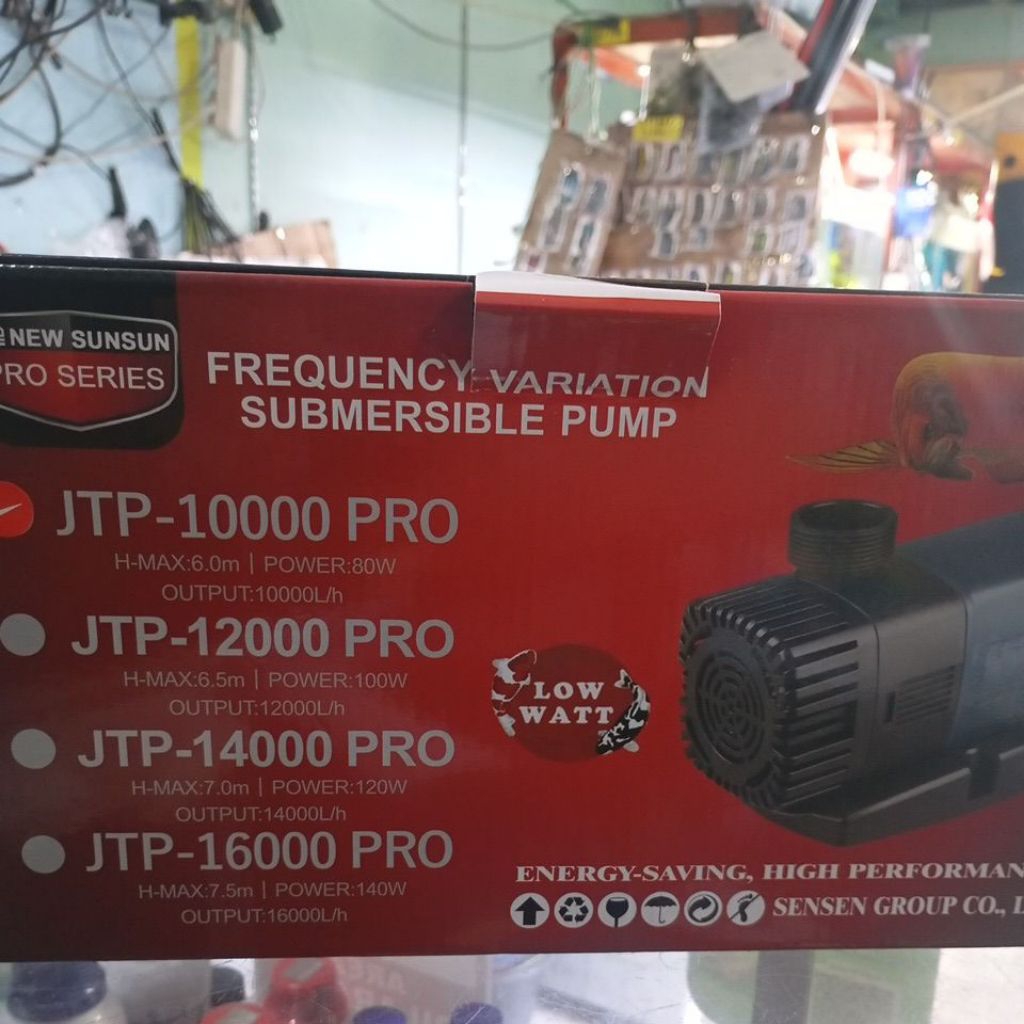 NEW SUNSUN
PRO SERIES
FREQUENCY VARIATION
SUBMERSIBLE PUMP
JTP-10000 PRO
H-MAX:6.0m | POWER:80W
OUTPUT:10000L/h
JTP-12000 PRO
H-MAX:6.5m | POWER:100W
OUTPUT:12000L/h
JTP-14000 PRO
H-MAX:7.0m | POWER:120W
OUTPUT:14000L/h
JTP-16000 PRO
H-MAX:7.5m | POWER:140W
OUTPUT:16000L/h
LOW
WATT
ENERGY-SAVING, HIGH PERFORMAN
SENSEN GROUP CO., L